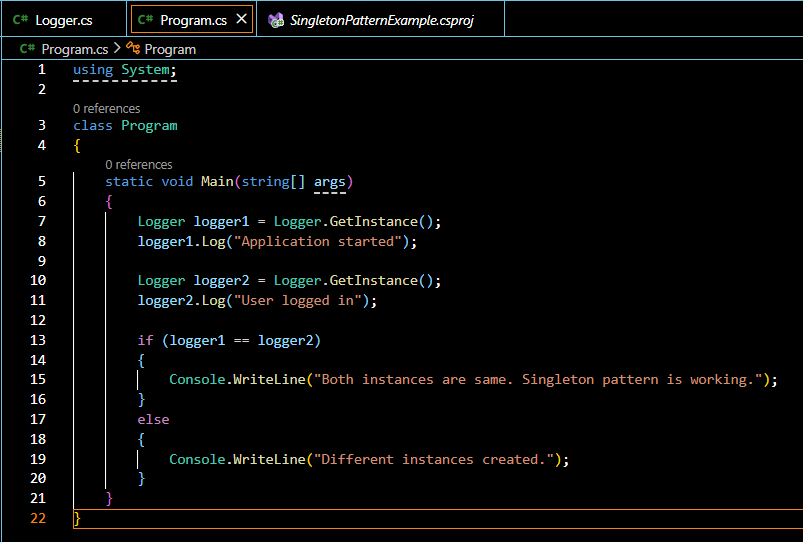 C# Logger.cs C# Program.cs × SingletonPatternExample.csproj
C# Program.cs > Program
1 using System;
2
0 references
3 class Program
4 {
0 references
5 static void Main(string[] args)
6 {
7 Logger logger1 = Logger.GetInstance();
8 logger1.Log("Application started");
9
10 Logger logger2 = Logger.GetInstance();
11 logger2.Log("User logged in");
12
13 if (logger1 == logger2)
14 {
15 Console.WriteLine("Both instances are same. Singleton pattern is working.");
16 }
17 else
18 {
19 Console.WriteLine("Different instances created.");
20 }
21 }
22 }